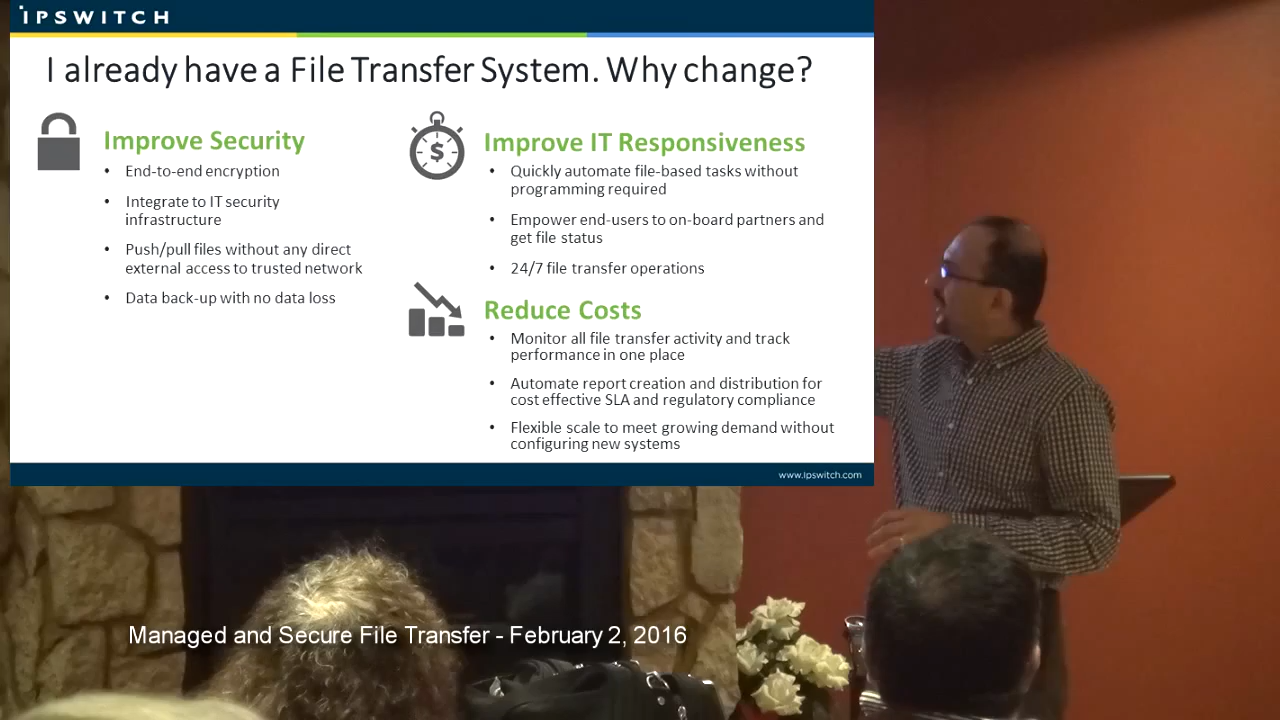 IPSWITCH
I already have a File Transfer System. Why change?
Improve Security
• End-to-end encryption
• Integrate to IT security
infrastructure
• Push/pull files without any direct
external access to trusted network
• Data back-up with no data loss
$
Improve IT Responsiveness
• Quickly automate file-based tasks without
programming required
• Empower end-users to on-board partners and
get file status
• 24/7 file transfer operations
Reduce Costs
• Monitor all file transfer activity and track
performance in one place
• Automate report creation and distribution for
cost effective SLA and regulatory compliance
• Flexible scale to meet growing demand without
configuring new systems
www.ipswitch.com
Managed and Secure File Transfer - February 2, 2016